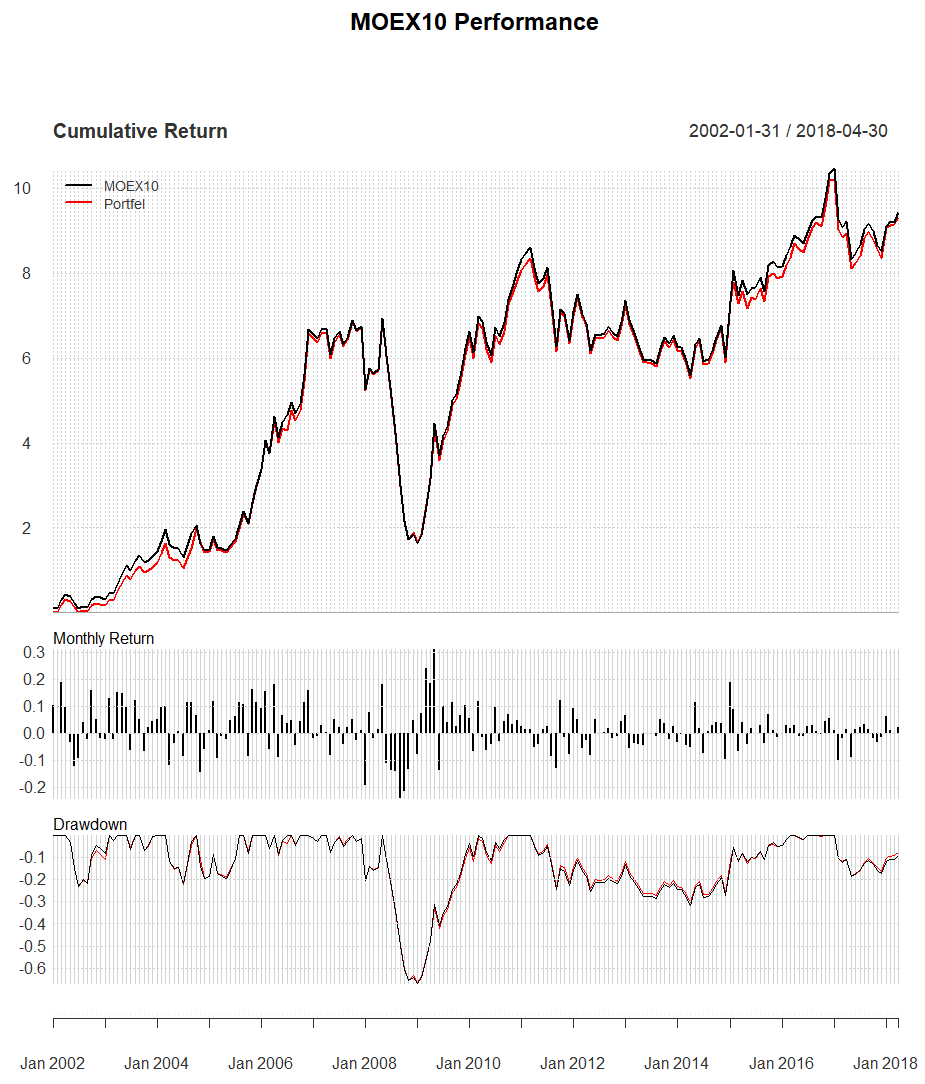 MOEX10 Performance
Cumulative Return 2002-01-31 / 2018-04-30
MOEX10
Portfel
10
8
6
4
2
Monthly Return
0.3
0.2
0.1
0.0
-0.1
-0.2
Drawdown
-0.1
-0.2
-0.3
-0.4
-0.5
-0.6
Jan 2002 Jan 2004 Jan 2006 Jan 2008 Jan 2010 Jan 2012 Jan 2014 Jan 2016 Jan 2018